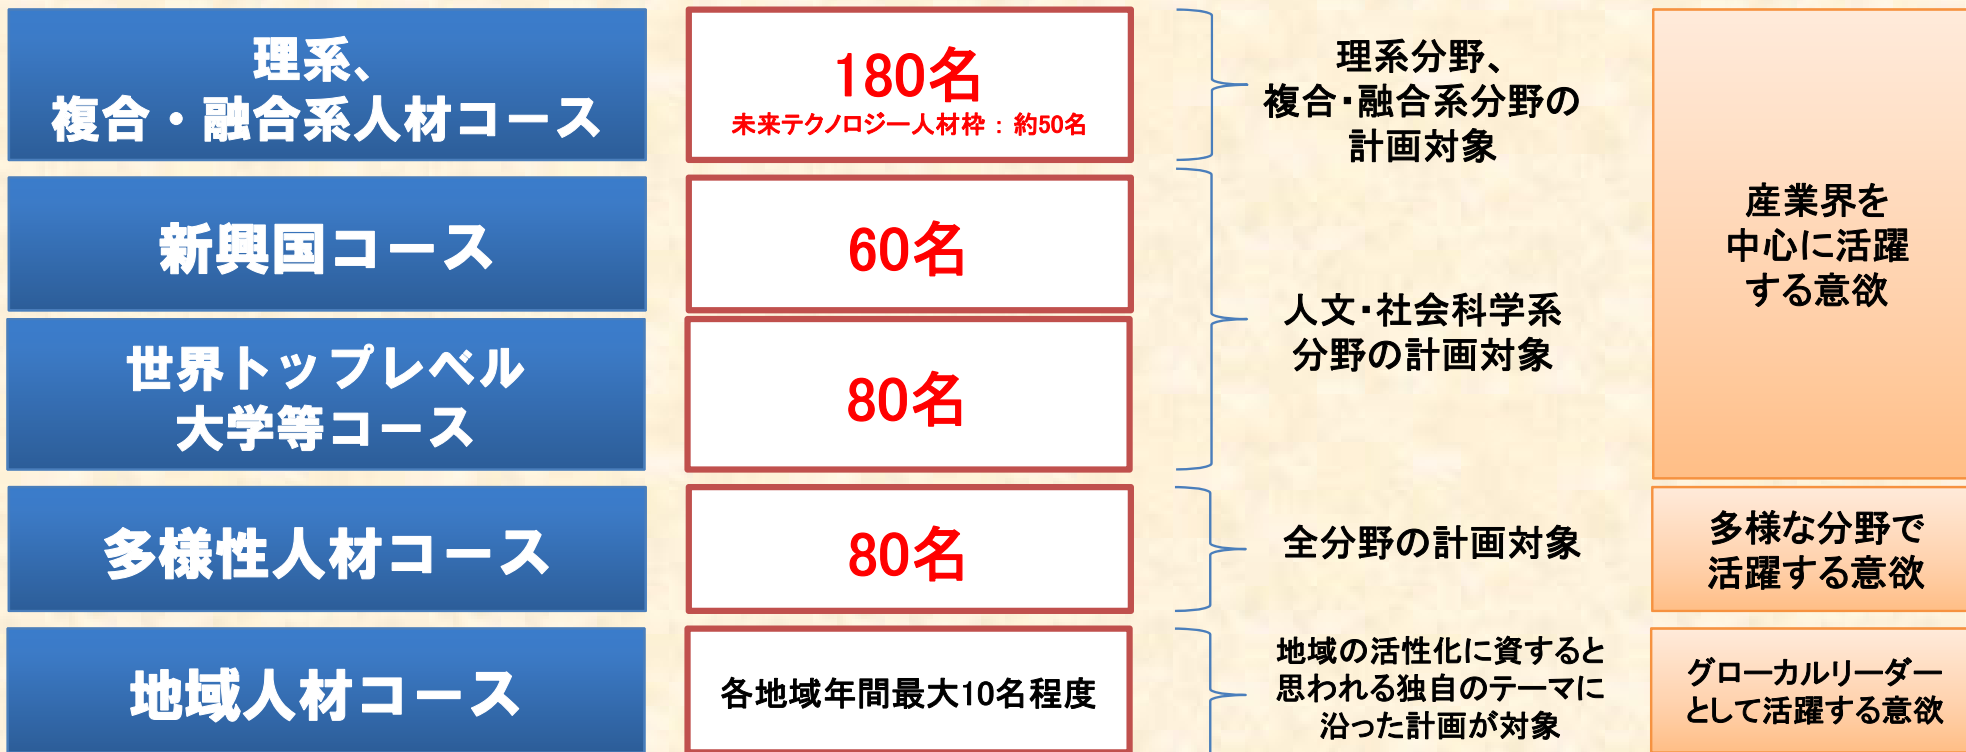 理系、
複合・融合系人材コース
180名
未来テクノロジー人材枠：約50名
理系分野、
複合・融合系分野の
計画対象
新興国コース
60名
世界トップレベル
大学等コース
80名
人文・社会科学系
分野の計画対象
産業界を
中心に活躍
する意欲
多様性人材コース
80名
全分野の計画対象
多様な分野で
活躍する意欲
地域人材コース
各地域年間最大10名程度
地域の活性化に資すると
思われる独自のテーマに
沿った計画が対象
グローカルリーダー
として活躍する意欲